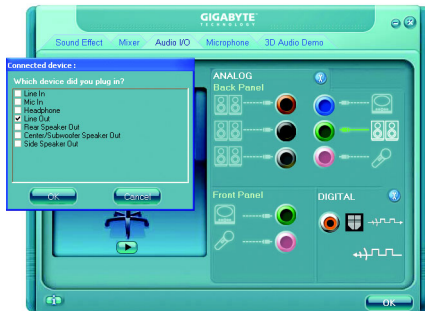 GIGABYTE
TECHNOLOGY
Sound Effect Mixer Audio I/O Microphone 3D Audio Demo
Connected device :
Which device did you plug in?
Line In
Mic In
Headphone
Line Out
Rear Speaker Out
Center/Subwoofer Speaker Out
Side Speaker Out
OK Cancel
ANALOG
Back Panel
Front Panel
DIGITAL
OK